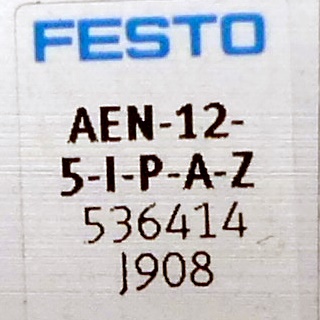 FESTO
AEN-12-
5-I-P-A-Z
536414
J908